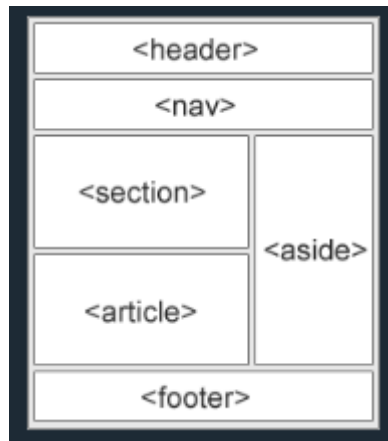 <header>
<nav>
<section>
<aside>
<article>
<footer>